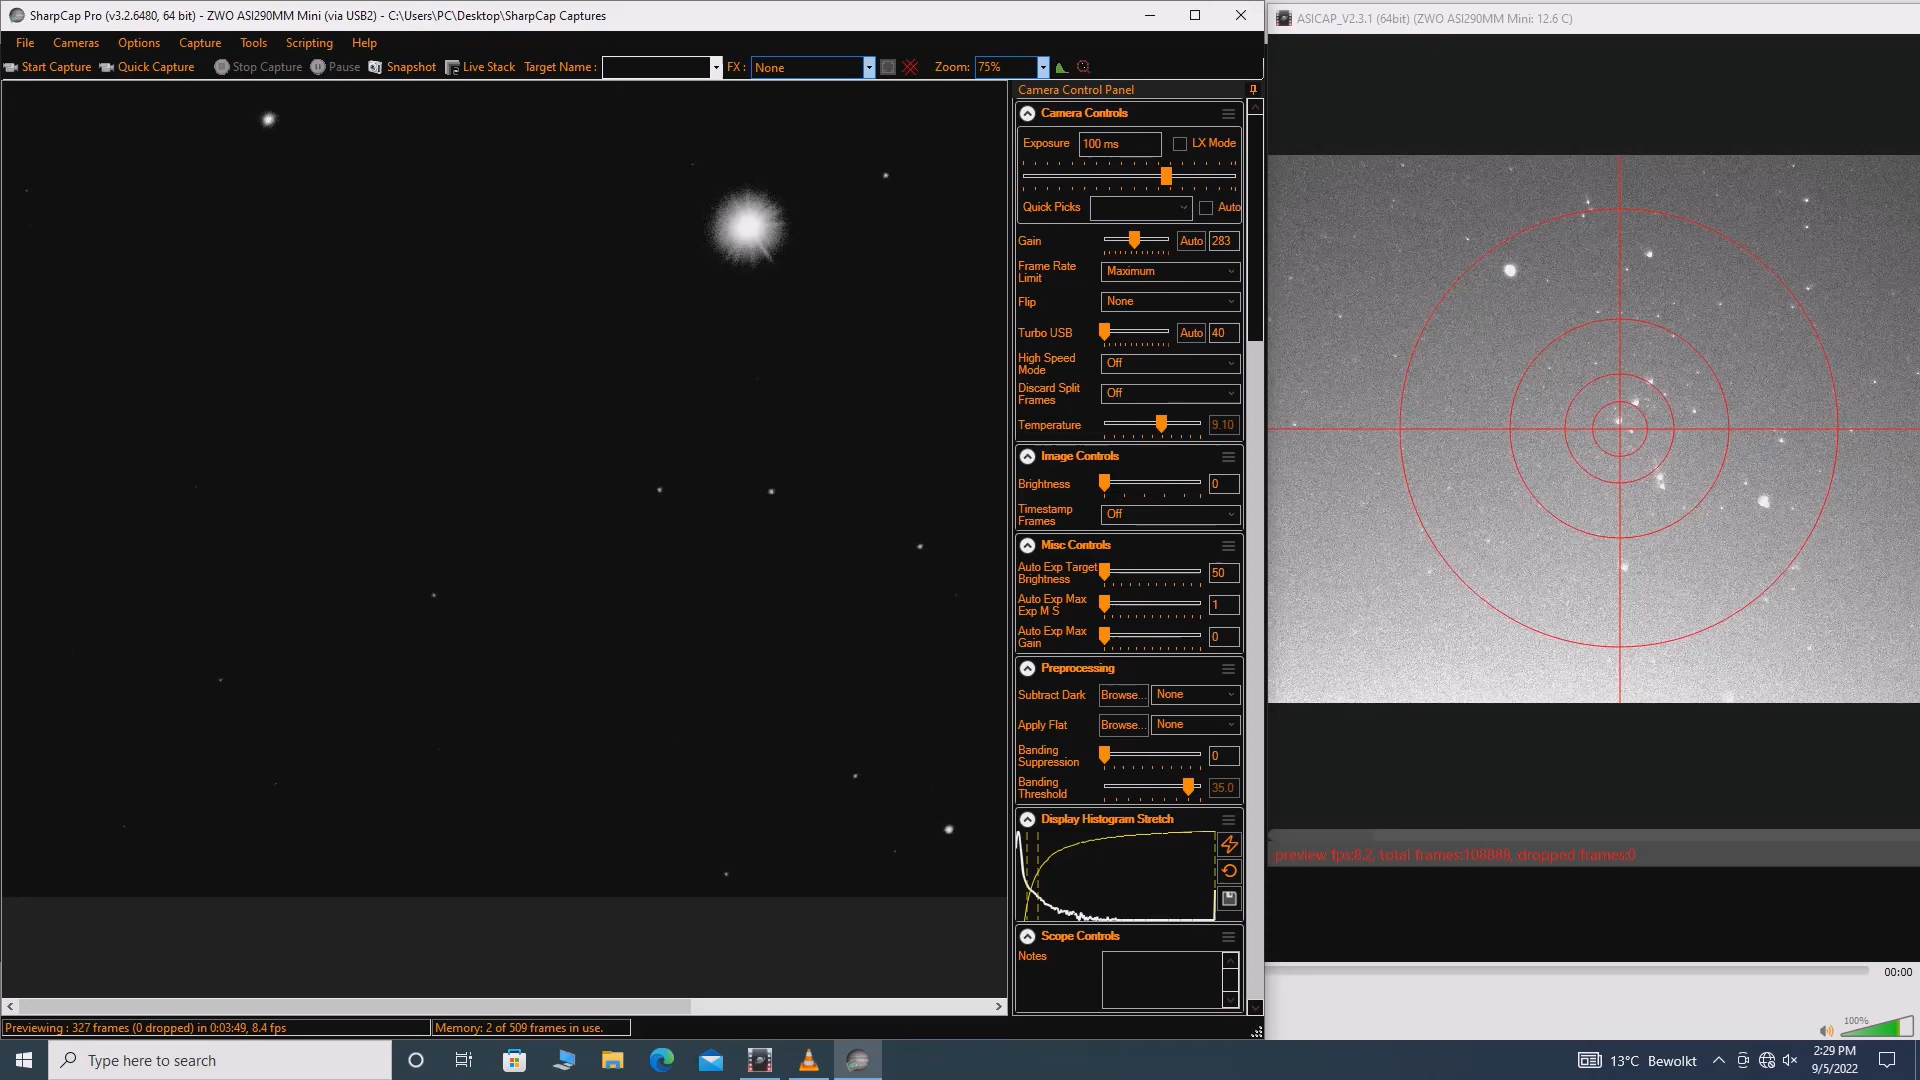 SharpCap Pro (v3.2.6480, 64 bit) - ZWO ASI290MM Mini (via USB2) - C:\Users\PC\Desktop\SharpCap Captures
ASICAP_V2.3.1 (64bit) (ZWO ASI290MM Mini: 12.6 C)
File Cameras Options Capture Tools Scripting Help
Start Capture Quick Capture Stop Capture Pause Snapshot Live Stack Target Name : FX : None Zoom: 75%
Camera Control Panel
Camera Controls
Exposure 100 ms LX Mode
Quick Picks Auto
Gain Auto 283
Frame Rate Limit Maximum
Flip None
Turbo USB Auto 40
High Speed Mode Off
Discard Split Frames Off
Temperature 9.10
Image Controls
Brightness 0
Timestamp Frames Off
Misc Controls
Auto Exp Target Brightness 50
Auto Exp Max Exp M S 1
Auto Exp Max Gain 0
Preprocessing
Subtract Dark Browse... None
Apply Flat Browse... None
Banding Suppression 0
Banding Threshold 35.0
Display Histogram Stretch
preview fps:8.2, total frames:108888, dropped frames:0
Scope Controls
Notes
00:00
100%
Previewing : 327 frames (0 dropped) in 0:03:49, 8.4 fps
Memory: 2 of 509 frames in use.
Type here to search
13°C Bewolkt
2:29 PM
9/5/2022